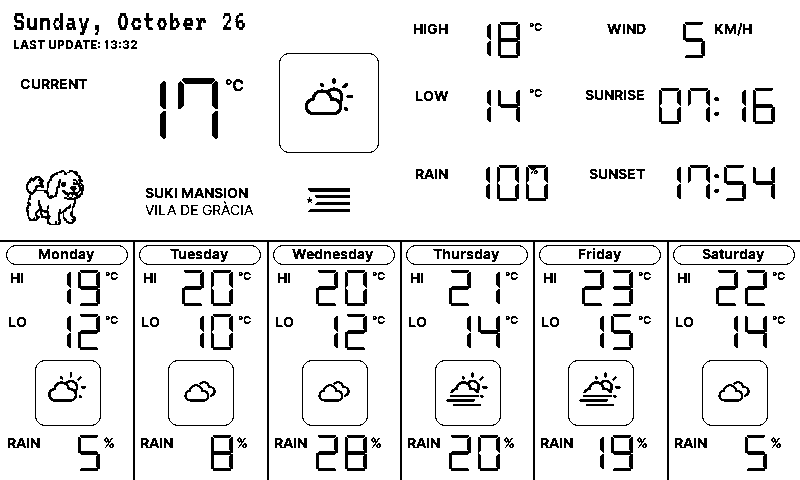 Sunday, October 26
LAST UPDATE: 13:32
CURRENT 17 °C
HIGH 18 °C
LOW 14 °C
RAIN 100 %
WIND 5 KM/H
SUNRISE 07:16
SUNSET 17:54
SUKI MANSION
VILA DE GRÀCIA
Monday
HI 19 °C
LO 12 °C
RAIN 5 %
Tuesday
HI 20 °C
LO 10 °C
RAIN 8 %
Wednesday
HI 20 °C
LO 12 °C
RAIN 28 %
Thursday
HI 21 °C
LO 14 °C
RAIN 20 %
Friday
HI 23 °C
LO 15 °C
RAIN 19 %
Saturday
HI 22 °C
LO 14 °C
RAIN 5 %